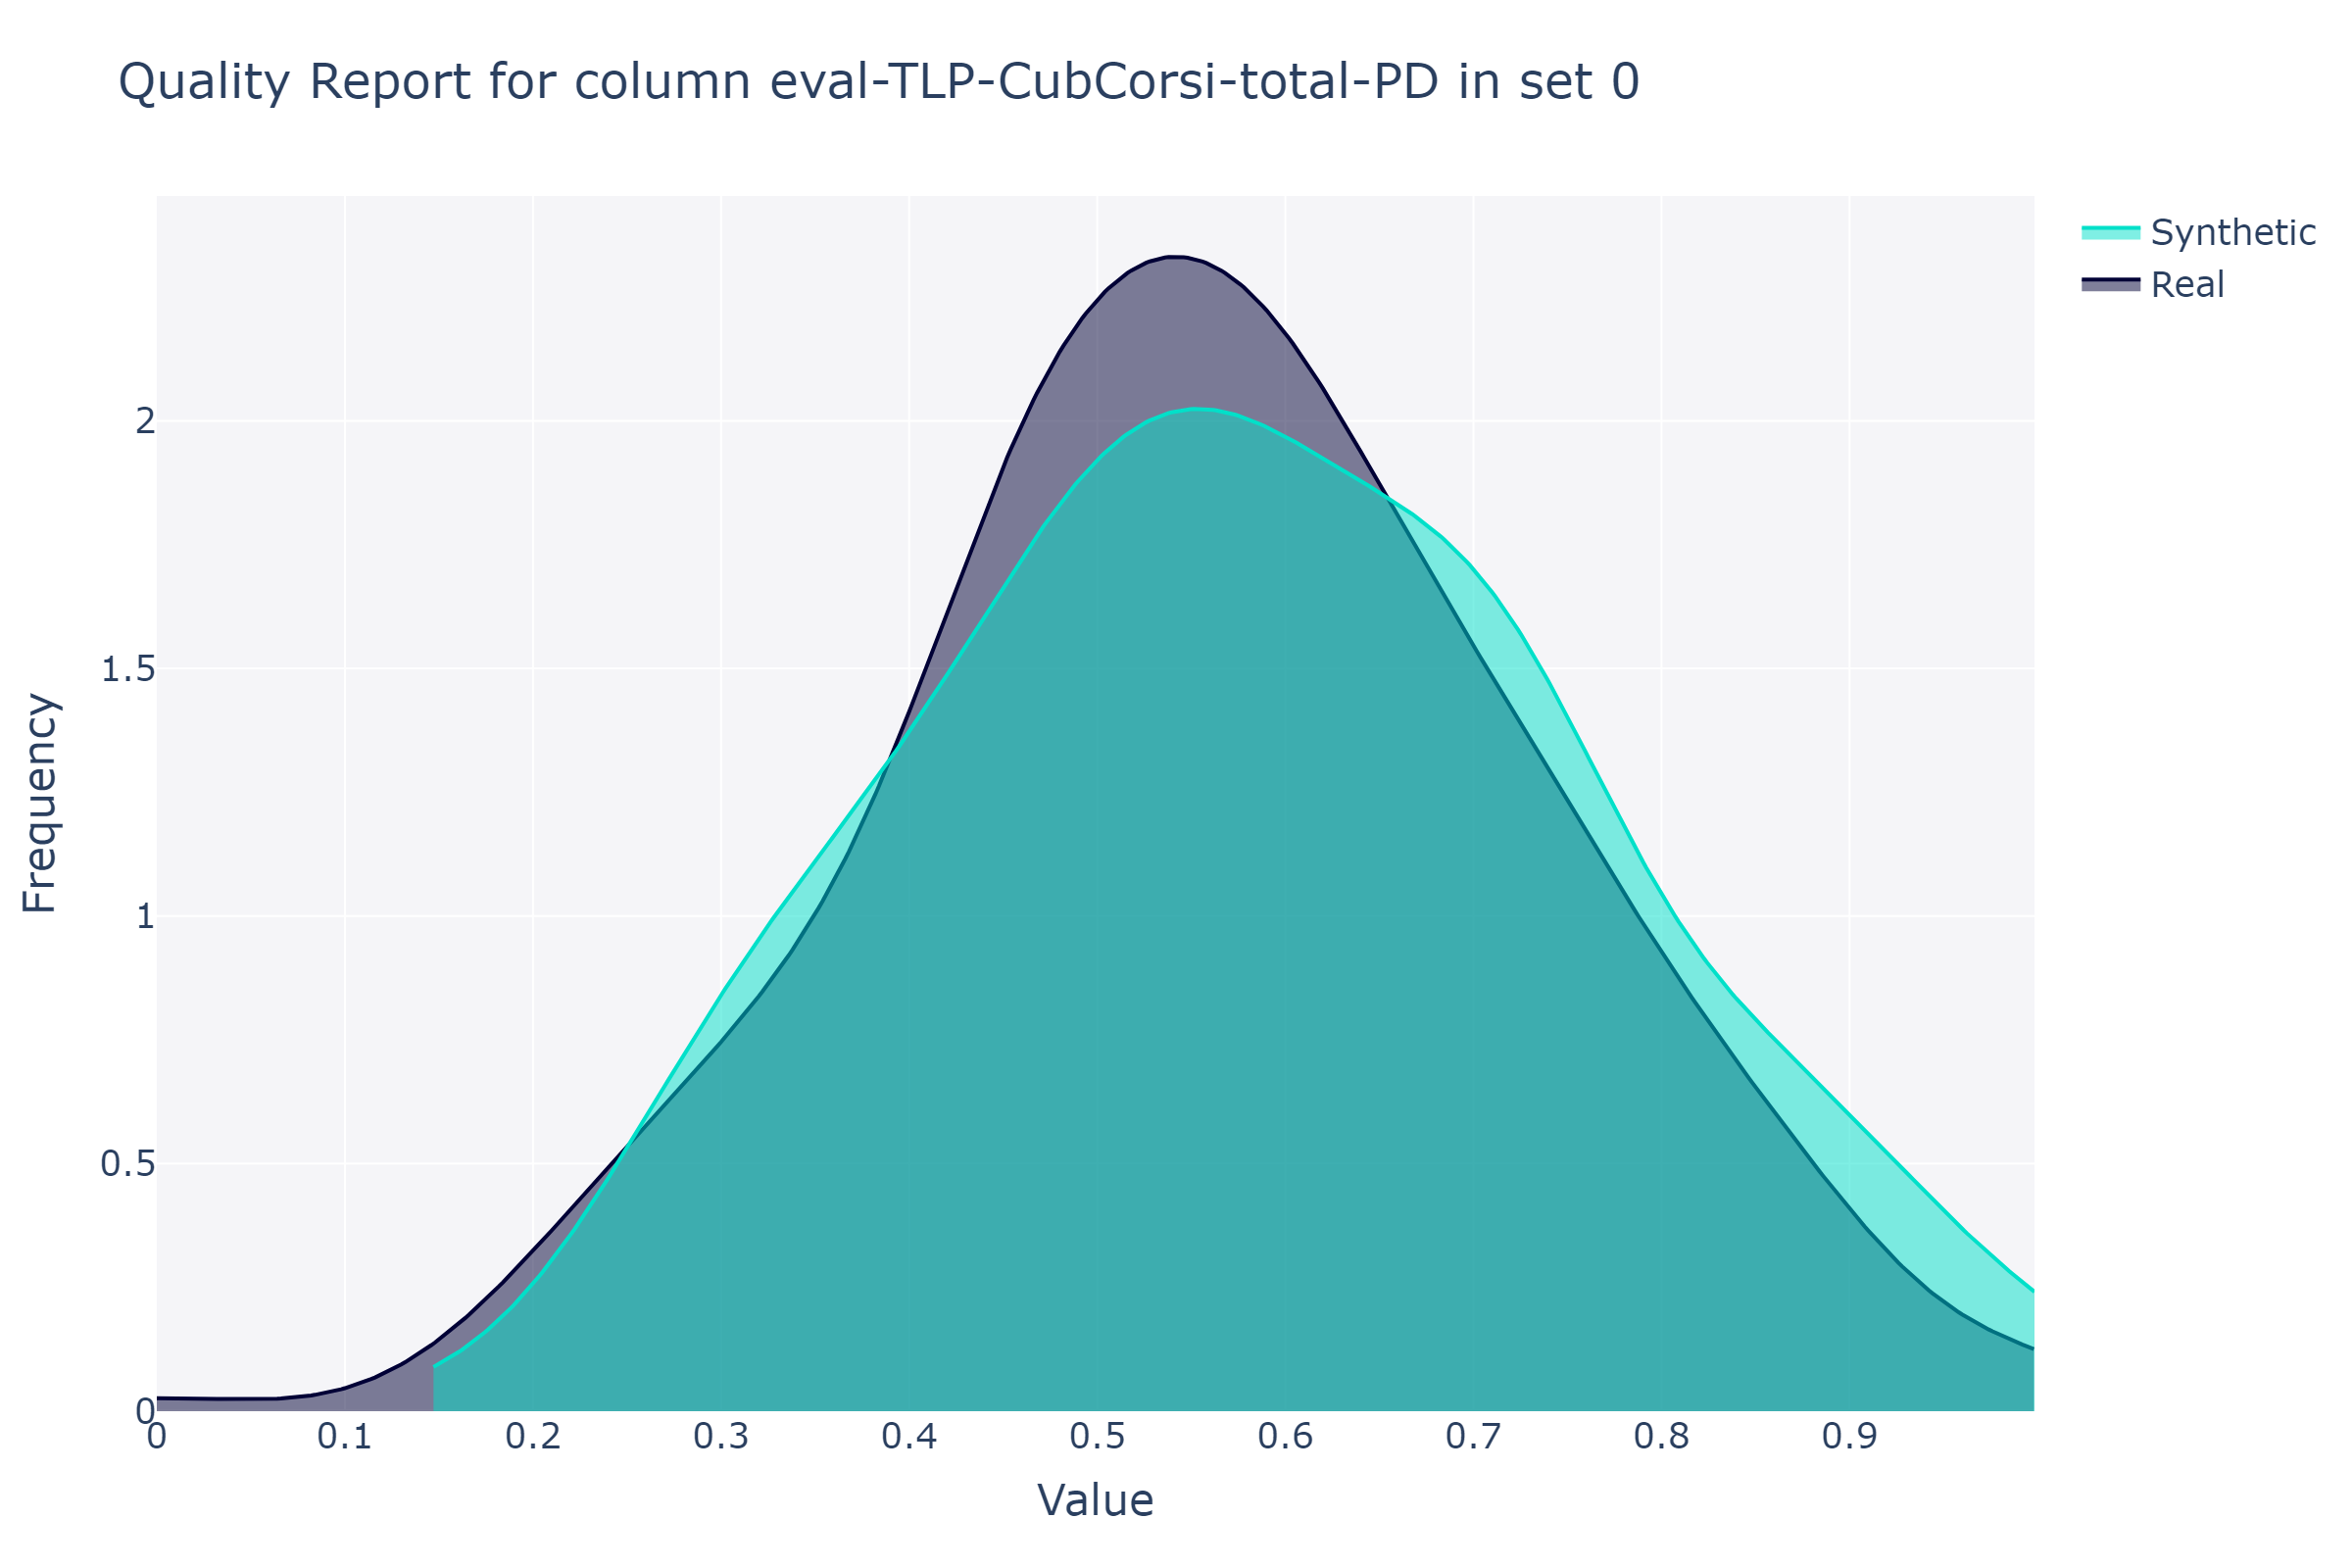 Quality Report for column eval-TLP-CubCorsi-total-PD in set 0
Synthetic
Real
Frequency
2
1.5
1
0.5
0
0 0.1 0.2 0.3 0.4 0.5 0.6 0.7 0.8 0.9
Value